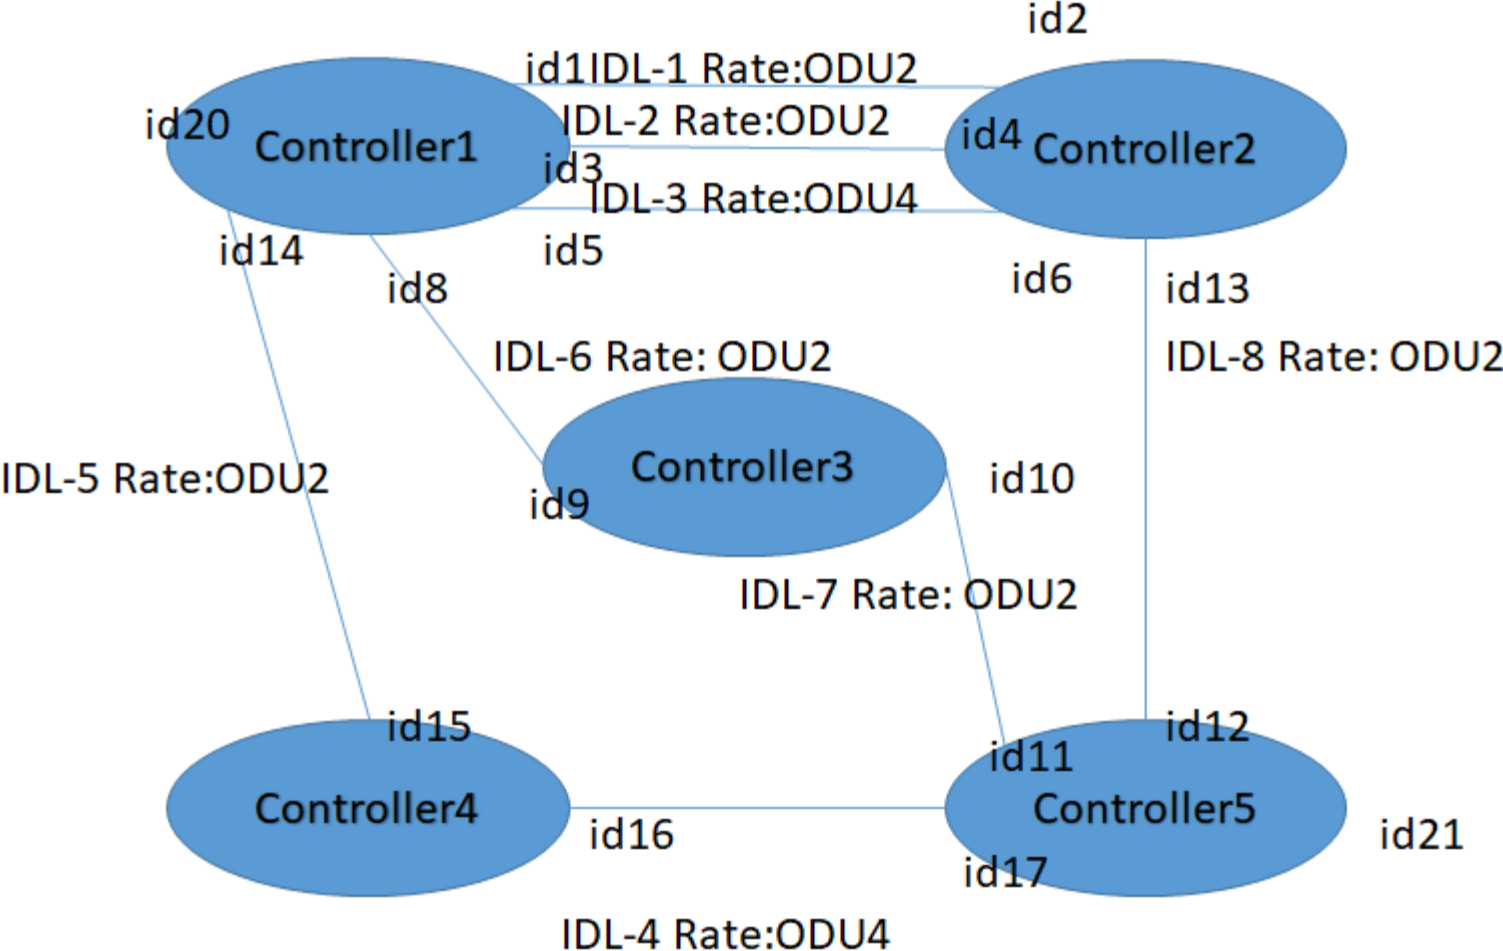 id2
id1IDL-1 Rate:ODU2
id20
Controller1
IDL-2 Rate:ODU2
id4
Controller2
id3
IDL-3 Rate:ODU4
id14
id8
id5
id6
id13
IDL-6 Rate: ODU2
IDL-8 Rate: ODU2
Controller3
IDL-5 Rate:ODU2
id10
id9
IDL-7 Rate: ODU2
id15
id12
id11
Controller4
Controller5
id16
id21
id17
IDL-4 Rate:ODU4